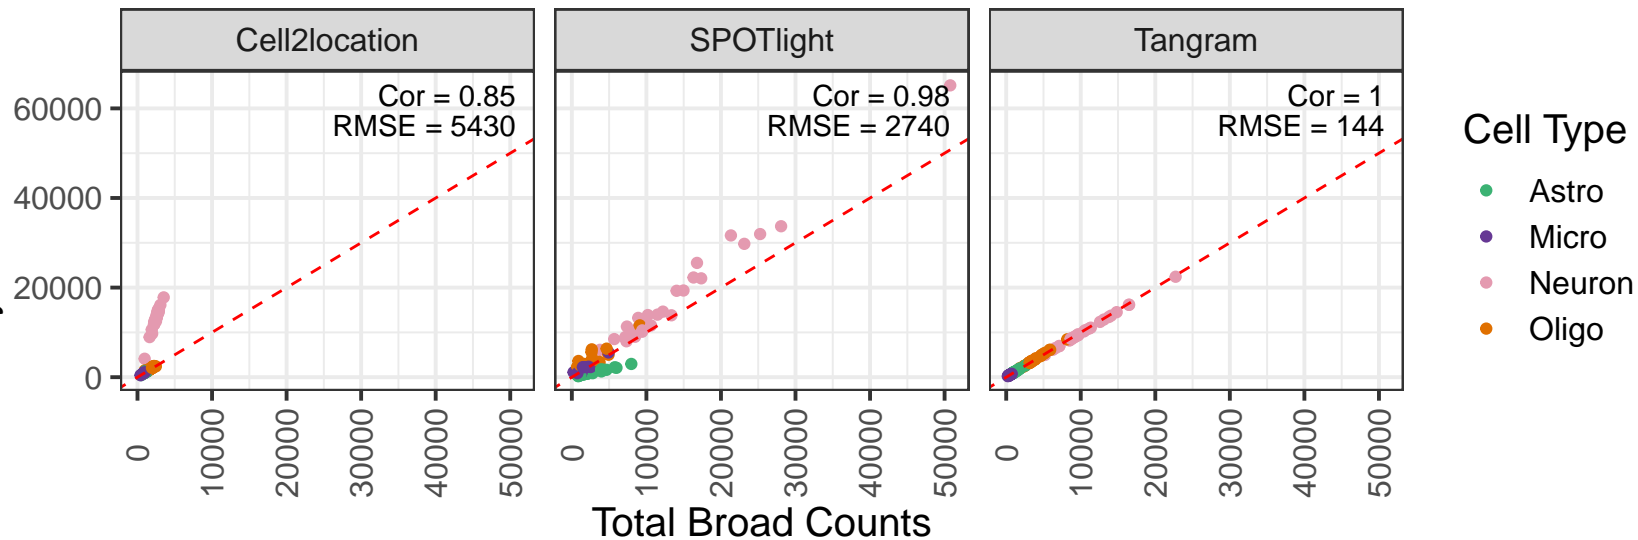 Cell2location
SPOTlight
Tangram
Cor = 0.85
RMSE = 5430
Cor = 0.98
RMSE = 2740
Cor = 1
RMSE = 144
60000
40000
20000
0
0
10000
20000
30000
40000
50000
0
10000
20000
30000
40000
50000
0
10000
20000
30000
40000
50000
Total Broad Counts
Cell Type
Astro
Micro
Neuron
Oligo